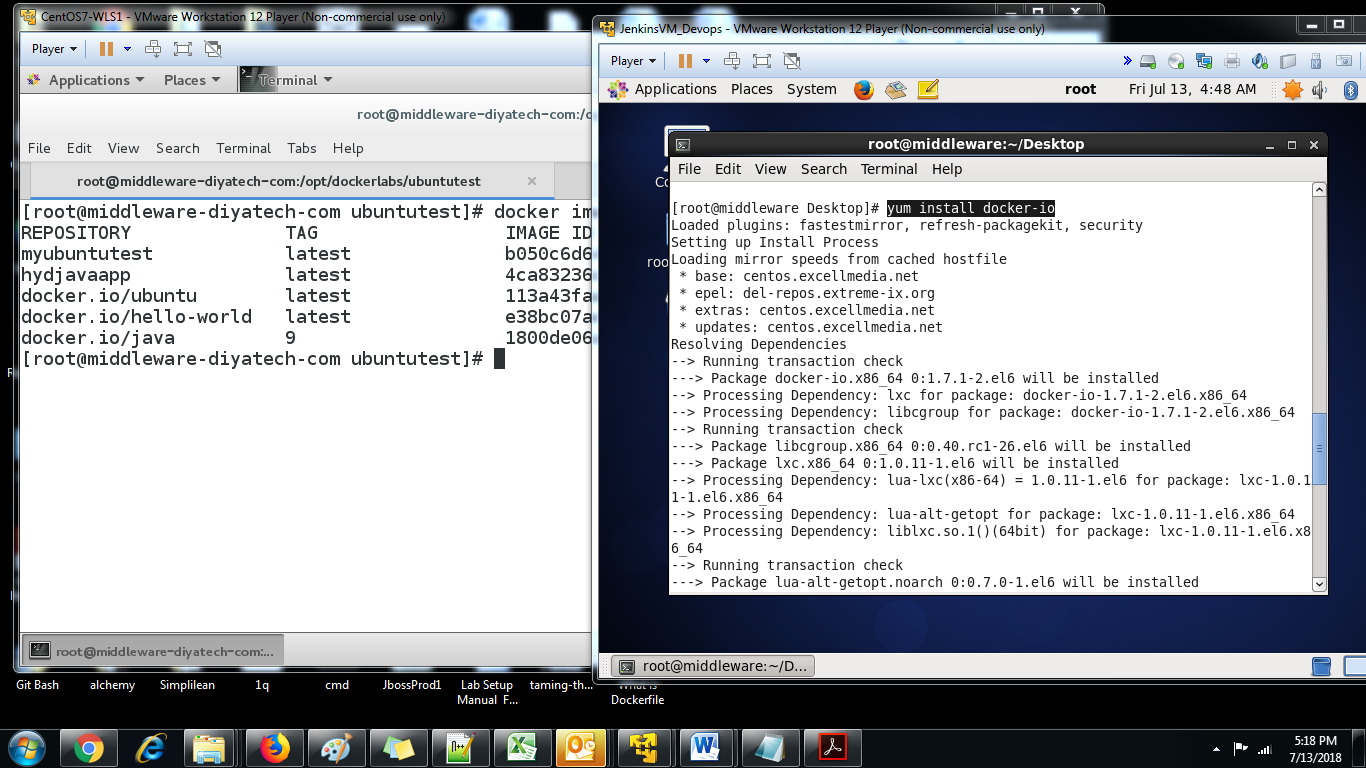 CentOS7-WLS1 - VMware Workstation 12 Player (Non-commercial use only)
Player
Applications Places Terminal
root@middleware-diyatech-com:/o
File Edit View Search Terminal Tabs Help
root@middleware-diyatech-com:/opt/dockerlabs/ubuntutest
[root@middleware-diyatech-com ubuntutest]# docker im
REPOSITORY TAG IMAGE ID
myubuntutest latest b050c6d6
hydjavaapp latest 4ca83236
docker.io/ubuntu latest 113a43fa
docker.io/hello-world latest e38bc07a
docker.io/java 9 1800de06
[root@middleware-diyatech-com ubuntutest]#
root@middleware-diyatech-com:...
JenkinsVM_Devops - VMware Workstation 12 Player (Non-commercial use only)
Player
Applications Places System root Fri Jul 13, 4:48 AM
root@middleware:~/Desktop
File Edit View Search Terminal Help
[root@middleware Desktop]# yum install docker-io
Loaded plugins: fastestmirror, refresh-packagekit, security
Setting up Install Process
Loading mirror speeds from cached hostfile
* base: centos.excellmedia.net
* epel: del-repos.extreme-ix.org
* extras: centos.excellmedia.net
* updates: centos.excellmedia.net
Resolving Dependencies
--> Running transaction check
---> Package docker-io.x86_64 0:1.7.1-2.el6 will be installed
--> Processing Dependency: lxc for package: docker-io-1.7.1-2.el6.x86_64
--> Processing Dependency: libcgroup for package: docker-io-1.7.1-2.el6.x86_64
--> Running transaction check
---> Package libcgroup.x86_64 0:0.40.rc1-26.el6 will be installed
---> Package lxc.x86_64 0:1.0.11-1.el6 will be installed
--> Processing Dependency: lua-lxc(x86-64) = 1.0.11-1.el6 for package: lxc-1.0.1
1-1.el6.x86_64
--> Processing Dependency: lua-alt-getopt for package: lxc-1.0.11-1.el6.x86_64
--> Processing Dependency: liblxc.so.1()(64bit) for package: lxc-1.0.11-1.el6.x8
6_64
--> Running transaction check
---> Package lua-alt-getopt.noarch 0:0.7.0-1.el6 will be installed
root@middleware:~/D...
Git Bash
alchemy
Simplilean
1q
cmd
JbossProd1
Lab Setup
Manual F...
taming-th...
What is
Dockerfile
5:18 PM
7/13/2018